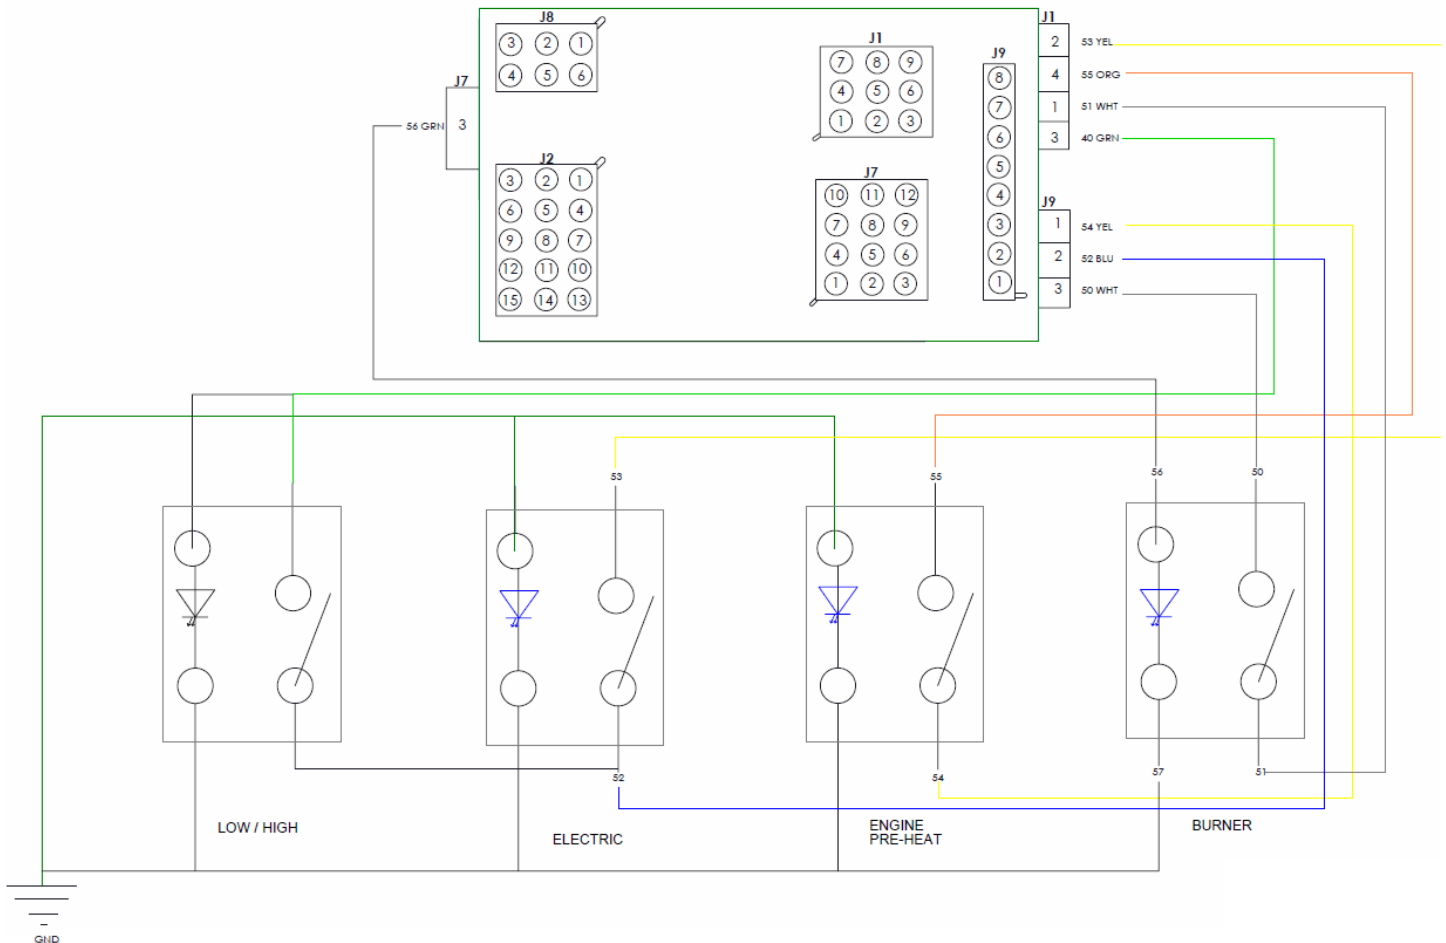 J8
3 2 1
4 5 6
J7
56 GRN 3
J2
3 2 1
6 5 4
9 8 7
12 11 10
15 14 13
J1
7 8 9
4 5 6
1 2 3
J7
10 11 12
7 8 9
4 5 6
1 2 3
J9
8
7
6
5
4
3
2
1
J1
2 53 YEL
4 55 ORG
1 51 WHT
3 40 GRN
J9
1 54 YEL
2 52 BLU
3 50 WHT
53
55
56
50
52
54
57
51
LOW / HIGH
ELECTRIC
ENGINE
PRE-HEAT
BURNER
GND